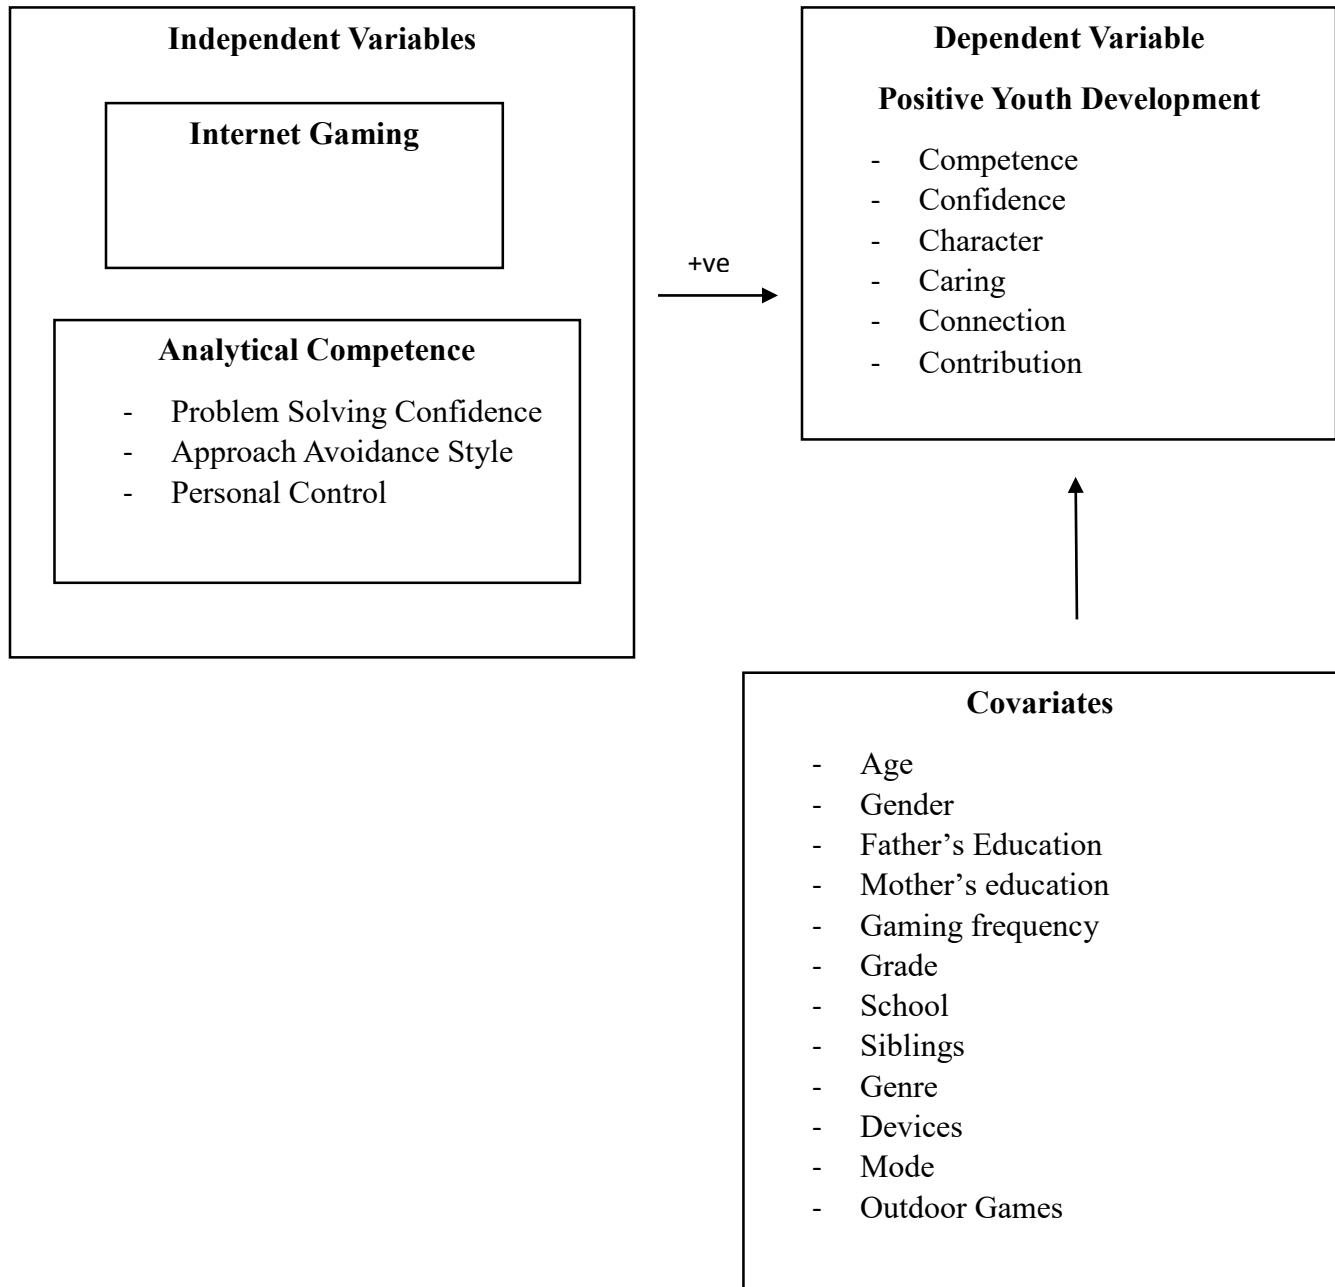 Independent Variables
Internet Gaming
Analytical Competence
- Problem Solving Confidence
- Approach Avoidance Style
- Personal Control
+ve
Dependent Variable
Positive Youth Development
- Competence
- Confidence
- Character
- Caring
- Connection
- Contribution
Covariates
- Age
- Gender
- Father’s Education
- Mother’s education
- Gaming frequency
- Grade
- School
- Siblings
- Genre
- Devices
- Mode
- Outdoor Games